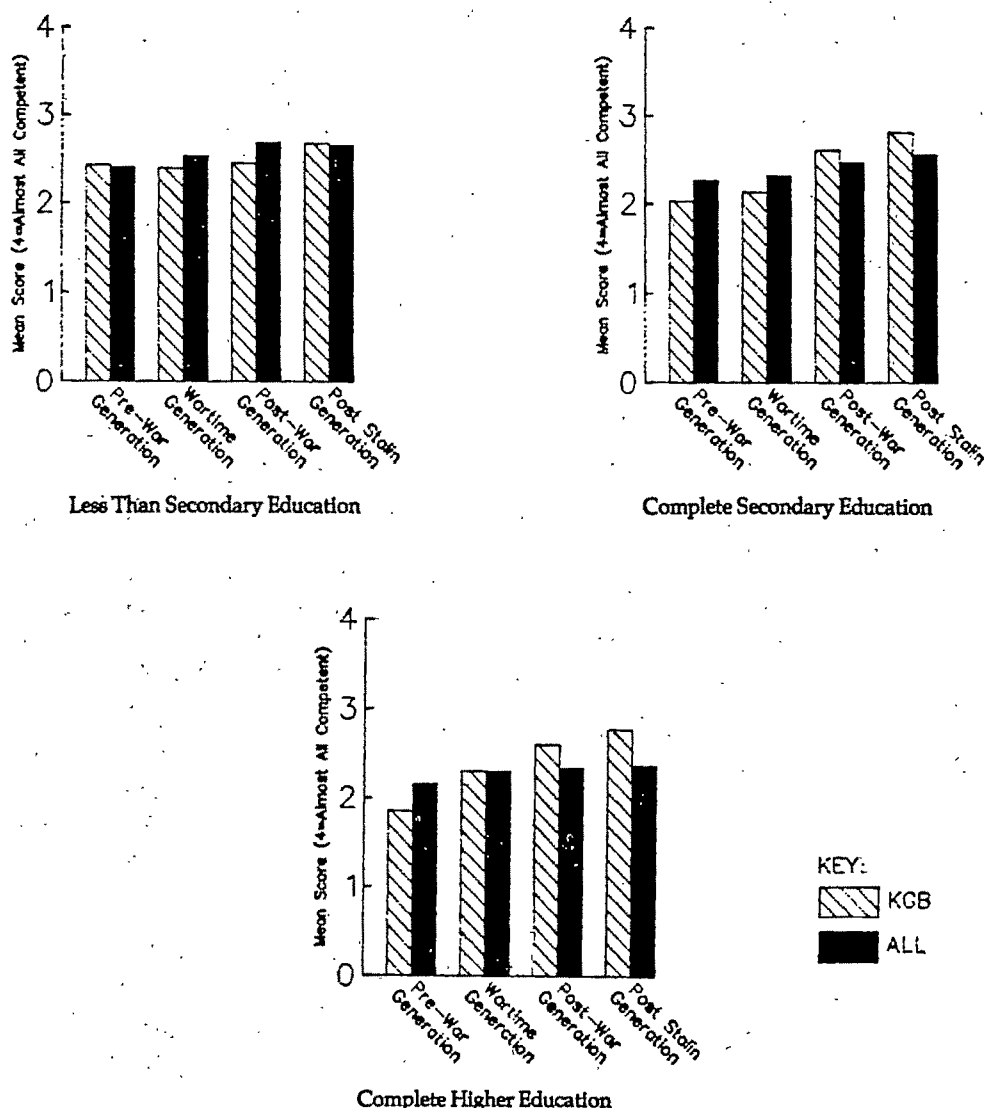 Mean Score (4=Almost All Competent)
4
3
2
1
0
Pre-War
Generation
Wartime
Generation
Post-War
Generation
Post Stalin
Generation
Less Than Secondary Education
Mean Score (4=Almost All Competent)
4
3
2
1
0
Pre-War
Generation
Wartime
Generation
Post-War
Generation
Post Stalin
Generation
Complete Secondary Education
Mean Score (4=Almost All Competent)
4
3
2
1
0
Pre-War
Generation
Wartime
Generation
Post-War
Generation
Post Stalin
Generation
Complete Higher Education
KEY:
KGB
ALL